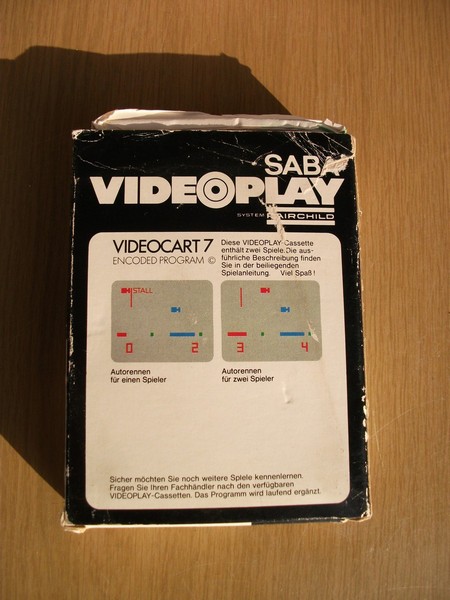 SABA
VIDEOPLAY
SYSTEM FAIRCHILD
VIDEOCART 7
ENCODED PROGRAM ©
Diese VIDEOPLAY-Cassette
enthält zwei Spiele. Die aus-
führliche Beschreibung finden
Sie in der beiliegenden
Spielanleitung. Viel Spaß!
STALL
0 2
3 4
Autorennen
für einen Spieler
Autorennen
für zwei Spieler
Sicher möchten Sie noch weitere Spiele kennenlernen.
Fragen Sie Ihren Fachhändler nach den verfügbaren
VIDEOPLAY-Cassetten. Das Programm wird laufend ergänzt.